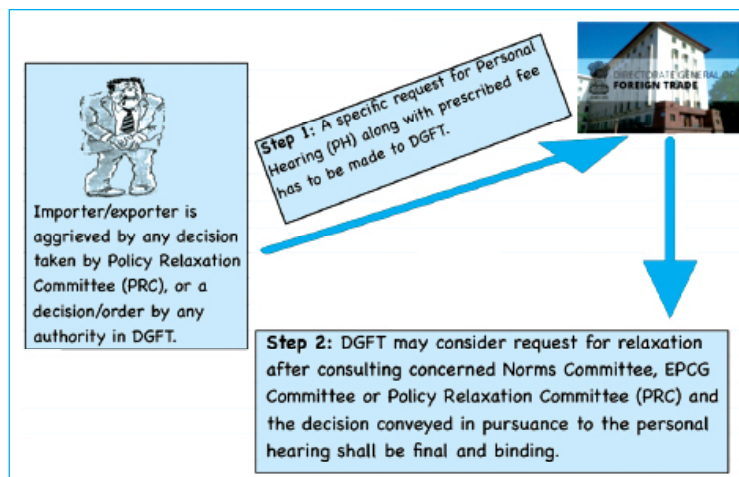 Importer/exporter is
aggrieved by any decision
taken by Policy Relaxation
Committee (PRC), or a
decision/order by any
authority in DGFT.
Step 1: A specific request for Personal
Hearing (PH) along with prescribed fee
has to be made to DGFT.
DIRECTORATE GENERAL OF
FOREIGN TRADE
Step 2: DGFT may consider request for relaxation
after consulting concerned Norms Committee, EPCG
Committee or Policy Relaxation Committee (PRC) and
the decision conveyed in pursuance to the personal
hearing shall be final and binding.